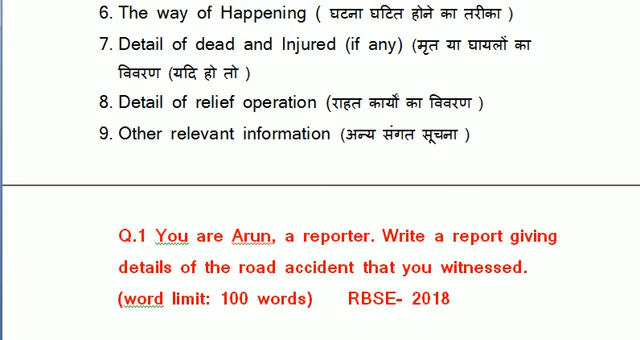 6. The way of Happening ( घटना घटित होने का तरीका )
7. Detail of dead and Injured (if any) (मृत या घायलों का
विवरण (यदि हो तो )
8. Detail of relief operation (राहत कार्यों का विवरण )
9. Other relevant information (अन्य संगत सूचना )
Q.1 You are Arun, a reporter. Write a report giving
details of the road accident that you witnessed.
(word limit: 100 words) RBSE- 2018